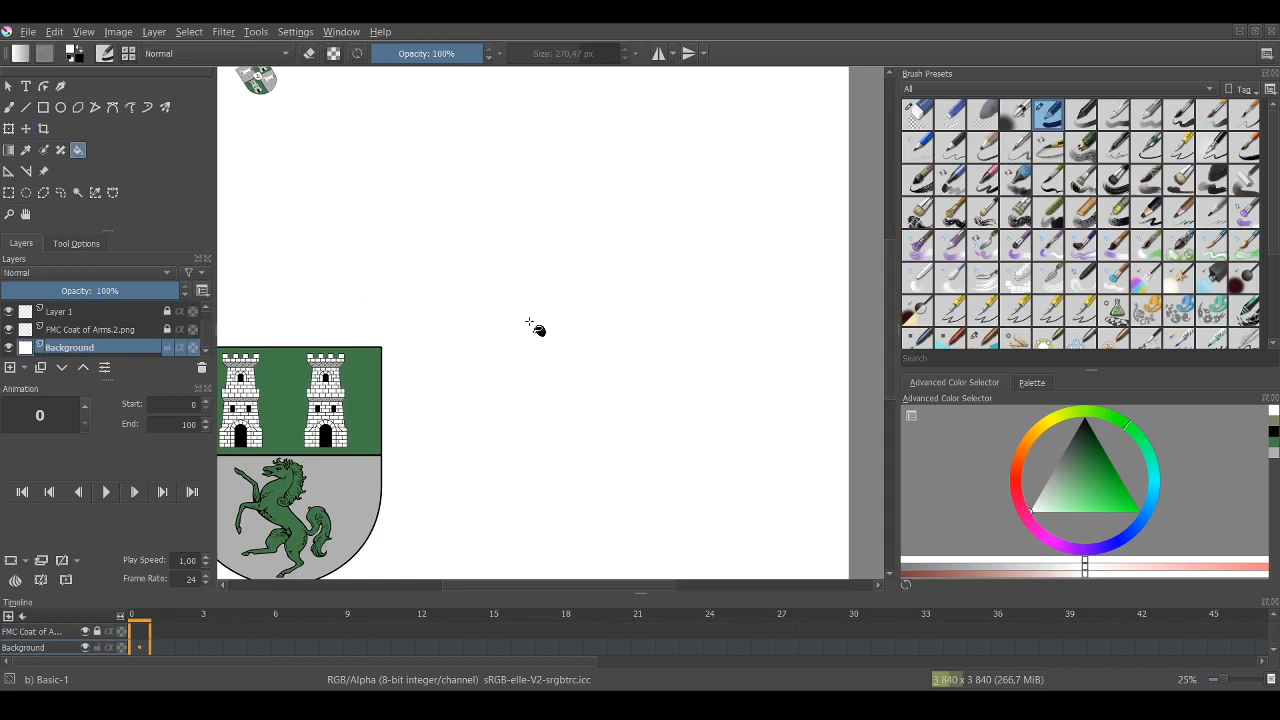 File Edit View Image Layer Select Filter Tools Settings Window Help
Normal Opacity: 100% Size: 270,47 px
Brush Presets
All Tag
Search
Layers Tool Options
Layers
Normal
Opacity: 100%
Layer 1
FMC Coat of Arms.2.png
Background
Animation
0 Start: 0
End: 100
Play Speed: 1,00
Frame Rate: 24
Advanced Color Selector Palette
Advanced Color Selector
Timeline
0 3 6 9 12 15 18 21 24 27 30 33 36 39 42 45
FMC Coat of A...
Background
b) Basic-1 RGB/Alpha (8-bit integer/channel) sRGB-elle-V2-srgbtrc.icc 3 840 x 3 840 (266,7 MiB) 25%